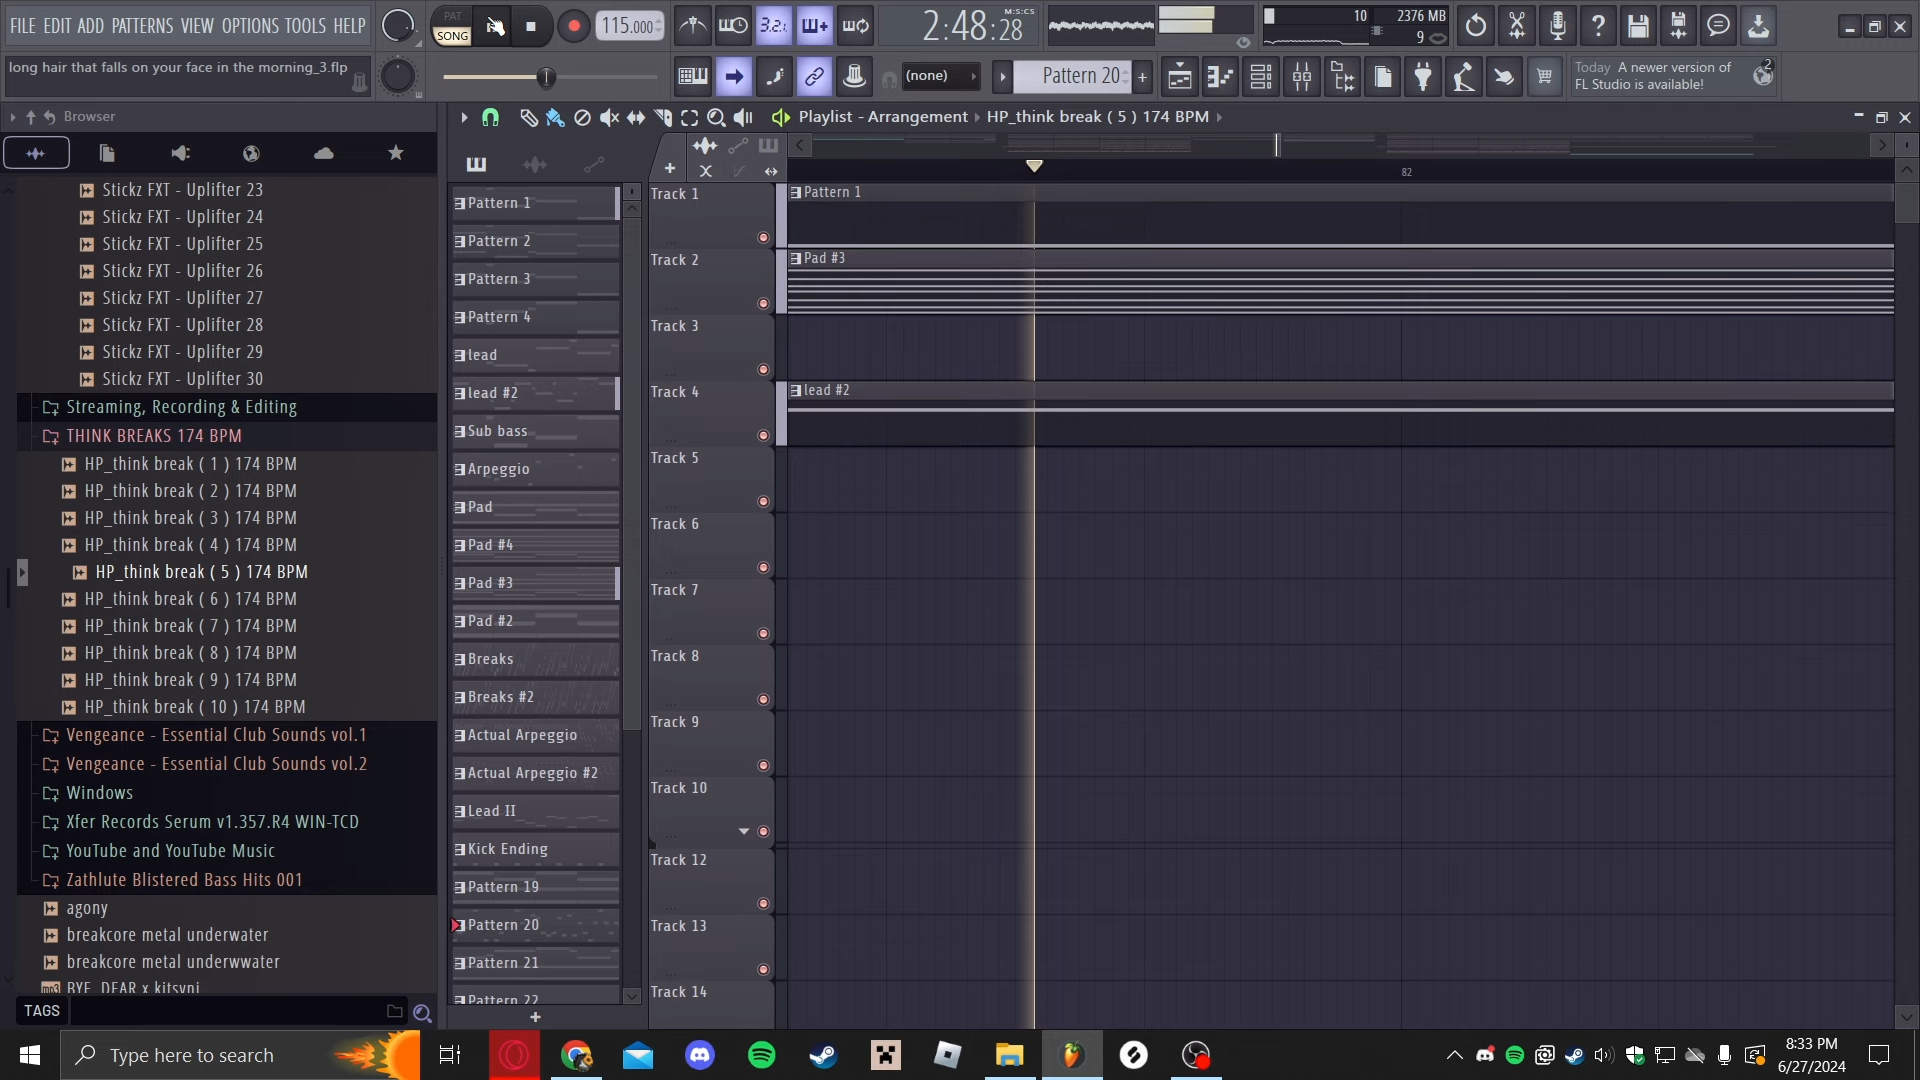 FILE EDIT ADD PATTERNS VIEW OPTIONS TOOLS HELP
PAT
SONG
115.000
3.2.1
2:48:28
M:S:CS
10
2376 MB
9
long hair that falls on your face in the morning_3.flp
(none)
Pattern 20
Today A newer version of
FL Studio is available!
2
Browser
Playlist - Arrangement HP_think break ( 5 ) 174 BPM
Stickz FXT - Uplifter 23
Stickz FXT - Uplifter 24
Stickz FXT - Uplifter 25
Stickz FXT - Uplifter 26
Stickz FXT - Uplifter 27
Stickz FXT - Uplifter 28
Stickz FXT - Uplifter 29
Stickz FXT - Uplifter 30
Streaming, Recording & Editing
THINK BREAKS 174 BPM
HP_think break ( 1 ) 174 BPM
HP_think break ( 2 ) 174 BPM
HP_think break ( 3 ) 174 BPM
HP_think break ( 4 ) 174 BPM
HP_think break ( 5 ) 174 BPM
HP_think break ( 6 ) 174 BPM
HP_think break ( 7 ) 174 BPM
HP_think break ( 8 ) 174 BPM
HP_think break ( 9 ) 174 BPM
HP_think break ( 10 ) 174 BPM
Vengeance - Essential Club Sounds vol.1
Vengeance - Essential Club Sounds vol.2
Windows
Xfer Records Serum v1.357.R4 WIN-TCD
YouTube and YouTube Music
Zathlute Blistered Bass Hits 001
agony
breakcore metal underwater
breakcore metal underwwater
BYE, DEAR x kitsyni
TAGS
Pattern 1
Pattern 2
Pattern 3
Pattern 4
lead
lead #2
Sub bass
Arpeggio
Pad
Pad #4
Pad #3
Pad #2
Breaks
Breaks #2
Actual Arpeggio
Actual Arpeggio #2
Lead II
Kick Ending
Pattern 19
Pattern 20
Pattern 21
Pattern 22
82
Track 1
Pattern 1
Track 2
Pad #3
Track 3
Track 4
lead #2
Track 5
Track 6
Track 7
Track 8
Track 9
Track 10
Track 12
Track 13
Track 14
Type here to search
8:33 PM
6/27/2024